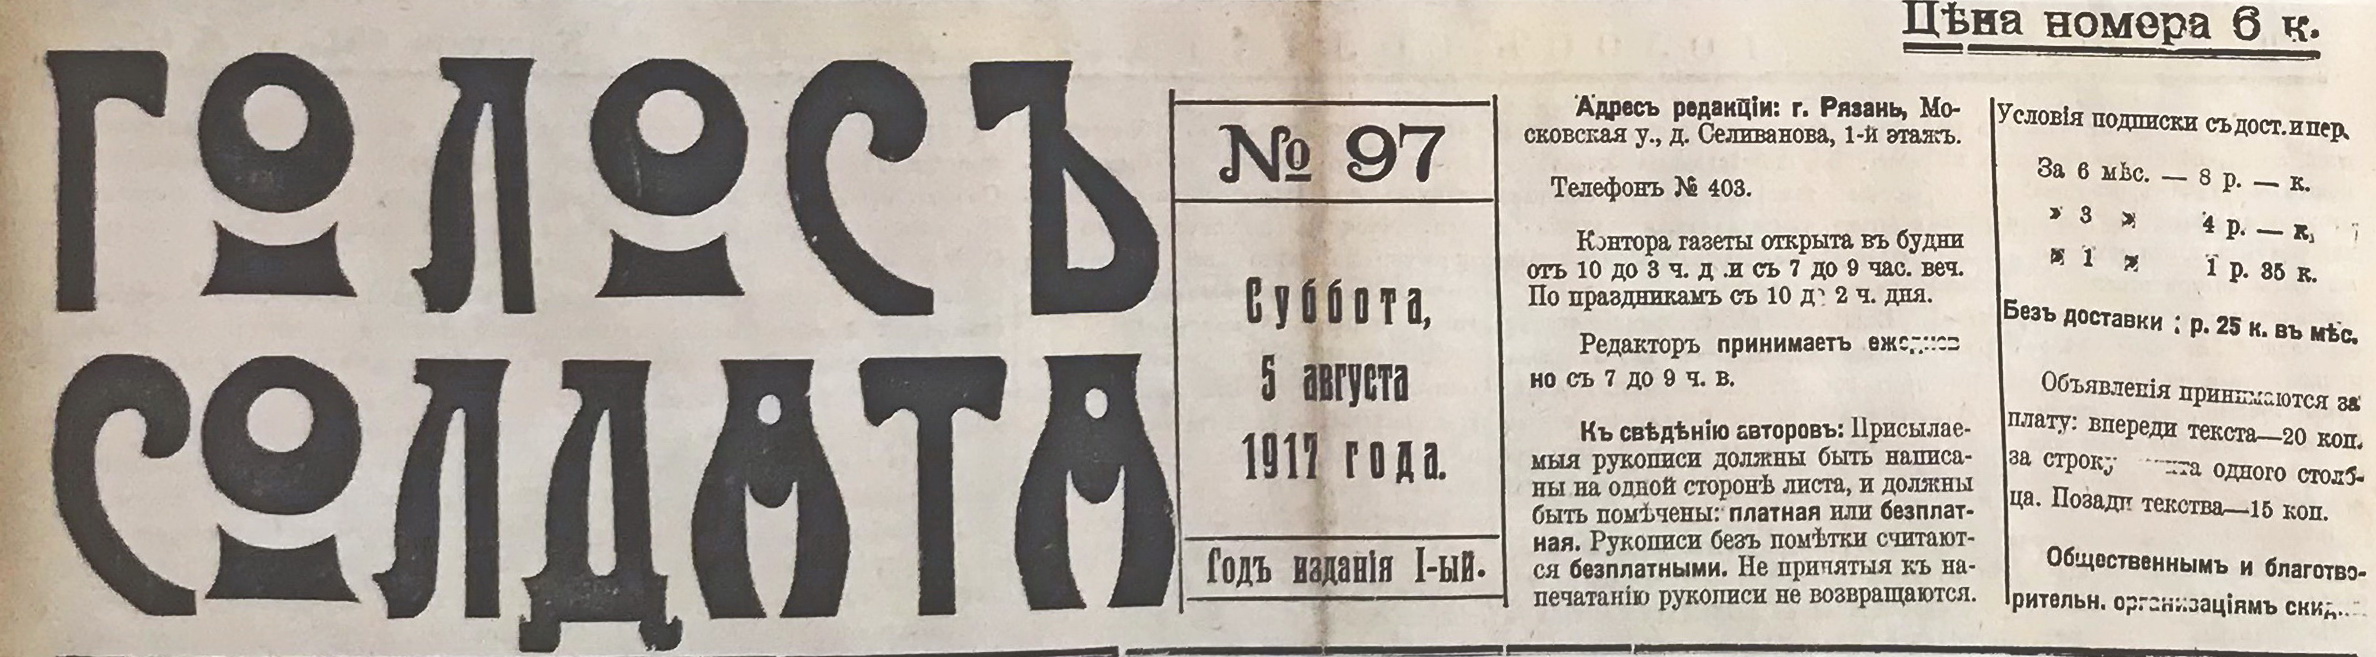 Цѣна номера 6 к.
ГОЛОСЪ
СОЛДАТА
№ 97
Суббота,
5 августа
1917 года.
Годъ изданія I-ый.
Адресъ редакціи: г. Рязань, Мо-
сковская у., д. Селиванова, 1-й этажъ.
Телефонъ № 403.
Контора газеты открыта въ будни
отъ 10 до 3 ч. д .и съ 7 до 9 час. веч.
По праздникамъ съ 10 до 2 ч. дня.
Редакторъ принимаетъ
но съ 7 до 9 ч. в.
Къ свѣдѣнію авторовъ: Присылае-
мыя рукописи должны быть написа-
ны на одной сторонѣ листа, и должны
быть помѣчены: платная или безплат-
ная. Рукописи безъ помѣтки считают-
ся безплатными. Не принятыя къ на-
печатанію рукописи не возвращаются.
Условія подписки съ дост. и пер.
За 6 мѣс. — 8 р. — к.
» 3 » 4 р. — к.
» 1 » 1 р. 35 к.
Безъ доставки : р. 25 к. въ мѣс.
Объявленія принимаются за
плату: впереди текста—20 коп.
за строку одного столб-
ца. Позади текства—15 коп.
Общественнымъ и благотво-
рительн. организаціямъ